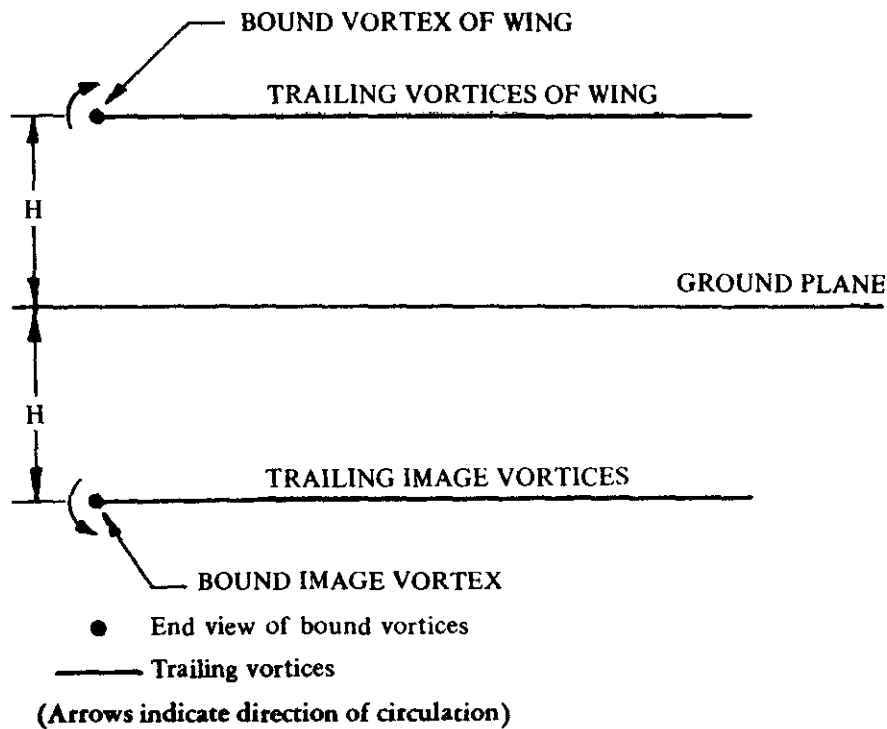 BOUND VORTEX OF WING
TRAILING VORTICES OF WING
H
GROUND PLANE
H
TRAILING IMAGE VORTICES
BOUND IMAGE VORTEX
End view of bound vortices
Trailing vortices
(Arrows indicate direction of circulation)